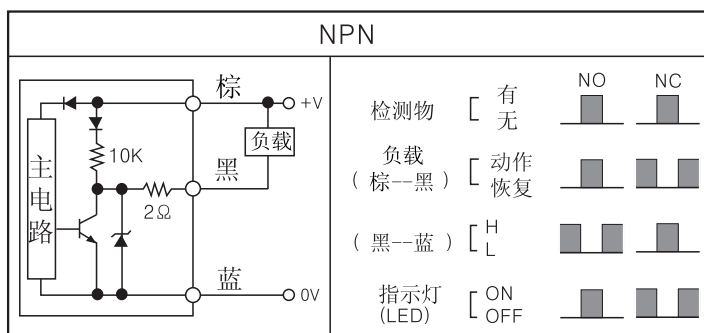 NPN
棕
+V
负载
10K
黑
2Ω
主电路
蓝
0V
NO NC
检测物 有
无
负载
( 棕--黑 ) 动作
恢复
( 黑--蓝 ) H
L
指示灯
(LED) ON
OFF